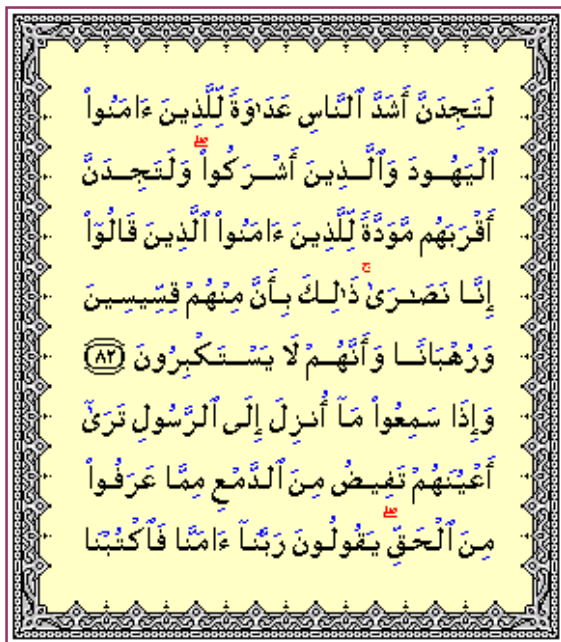 لَتَجِدَنَّ أَشَدَّ ٱلنَّاسِ عَدَٰوَةً لِّلَّذِينَ ءَامَنُوا۟
ٱلْيَهُودَ وَٱلَّذِينَ أَشْرَكُوا۟ ۖ وَلَتَجِدَنَّ
أَقْرَبَهُم مَّوَدَّةً لِّلَّذِينَ ءَامَنُوا۟ ٱلَّذِينَ قَالُوٓا۟
إِنَّا نَصَٰرَىٰ ۚ ذَٰلِكَ بِأَنَّ مِنْهُمْ قِسِّيسِينَ
وَرُهْبَانًا وَأَنَّهُمْ لَا يَسْتَكْبِرُونَ ﴿٨٢﴾
وَإِذَا سَمِعُوا۟ مَآ أُنزِلَ إِلَى ٱلرَّسُولِ تَرَىٰٓ
أَعْيُنَهُمْ تَفِيضُ مِنَ ٱلدَّمْعِ مِمَّا عَرَفُوا۟
مِنَ ٱلْحَقِّ ۖ يَقُولُونَ رَبَّنَآ ءَامَنَّا فَٱكْتُبْنَا